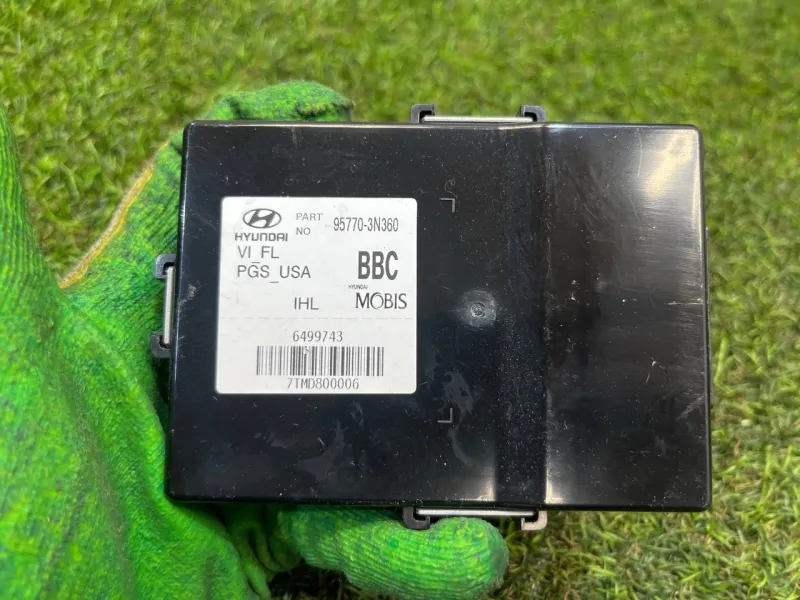 HYUNDAI
PART NO
95770-3N360
VI_FL
PGS_USA
BBC
IHL
HYUNDAI
MOBIS
6499743
7TMD800006